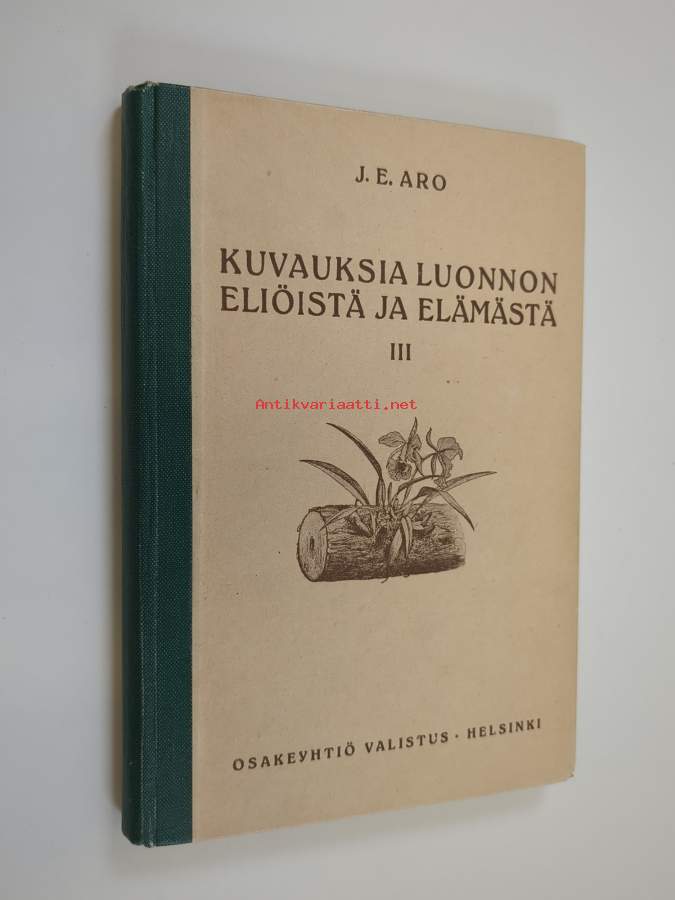 J. E. ARO
KUVAUKSIA LUONNON
ELIÖISTÄ JA ELÄMÄSTÄ
III
Antikvariaatti.net
OSAKEYHTIÖ VALISTUS · HELSINKI